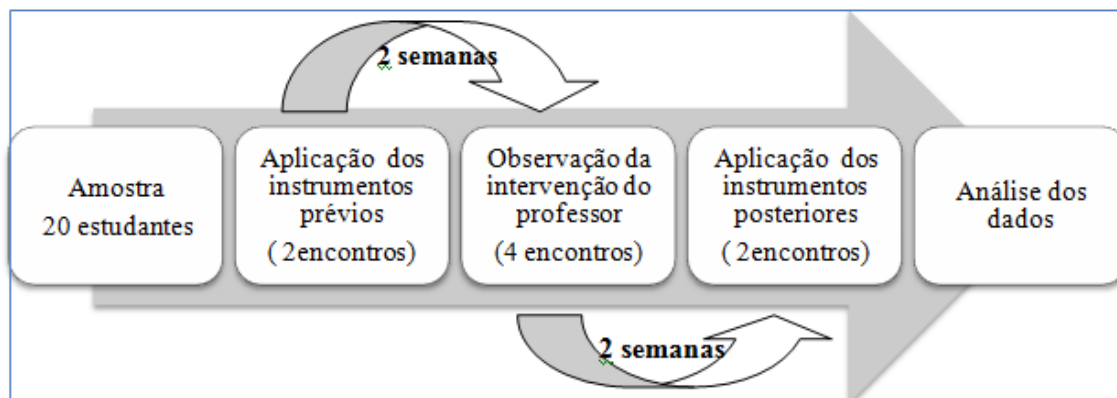 2 semanas
Amostra
20 estudantes
Aplicação dos
instrumentos
prévios
( 2encontros)
Observação da
intervenção do
professor
(4 encontros)
Aplicação dos
instrumentos
posteriores
( 2encontros)
Análise dos
dados
2 semanas